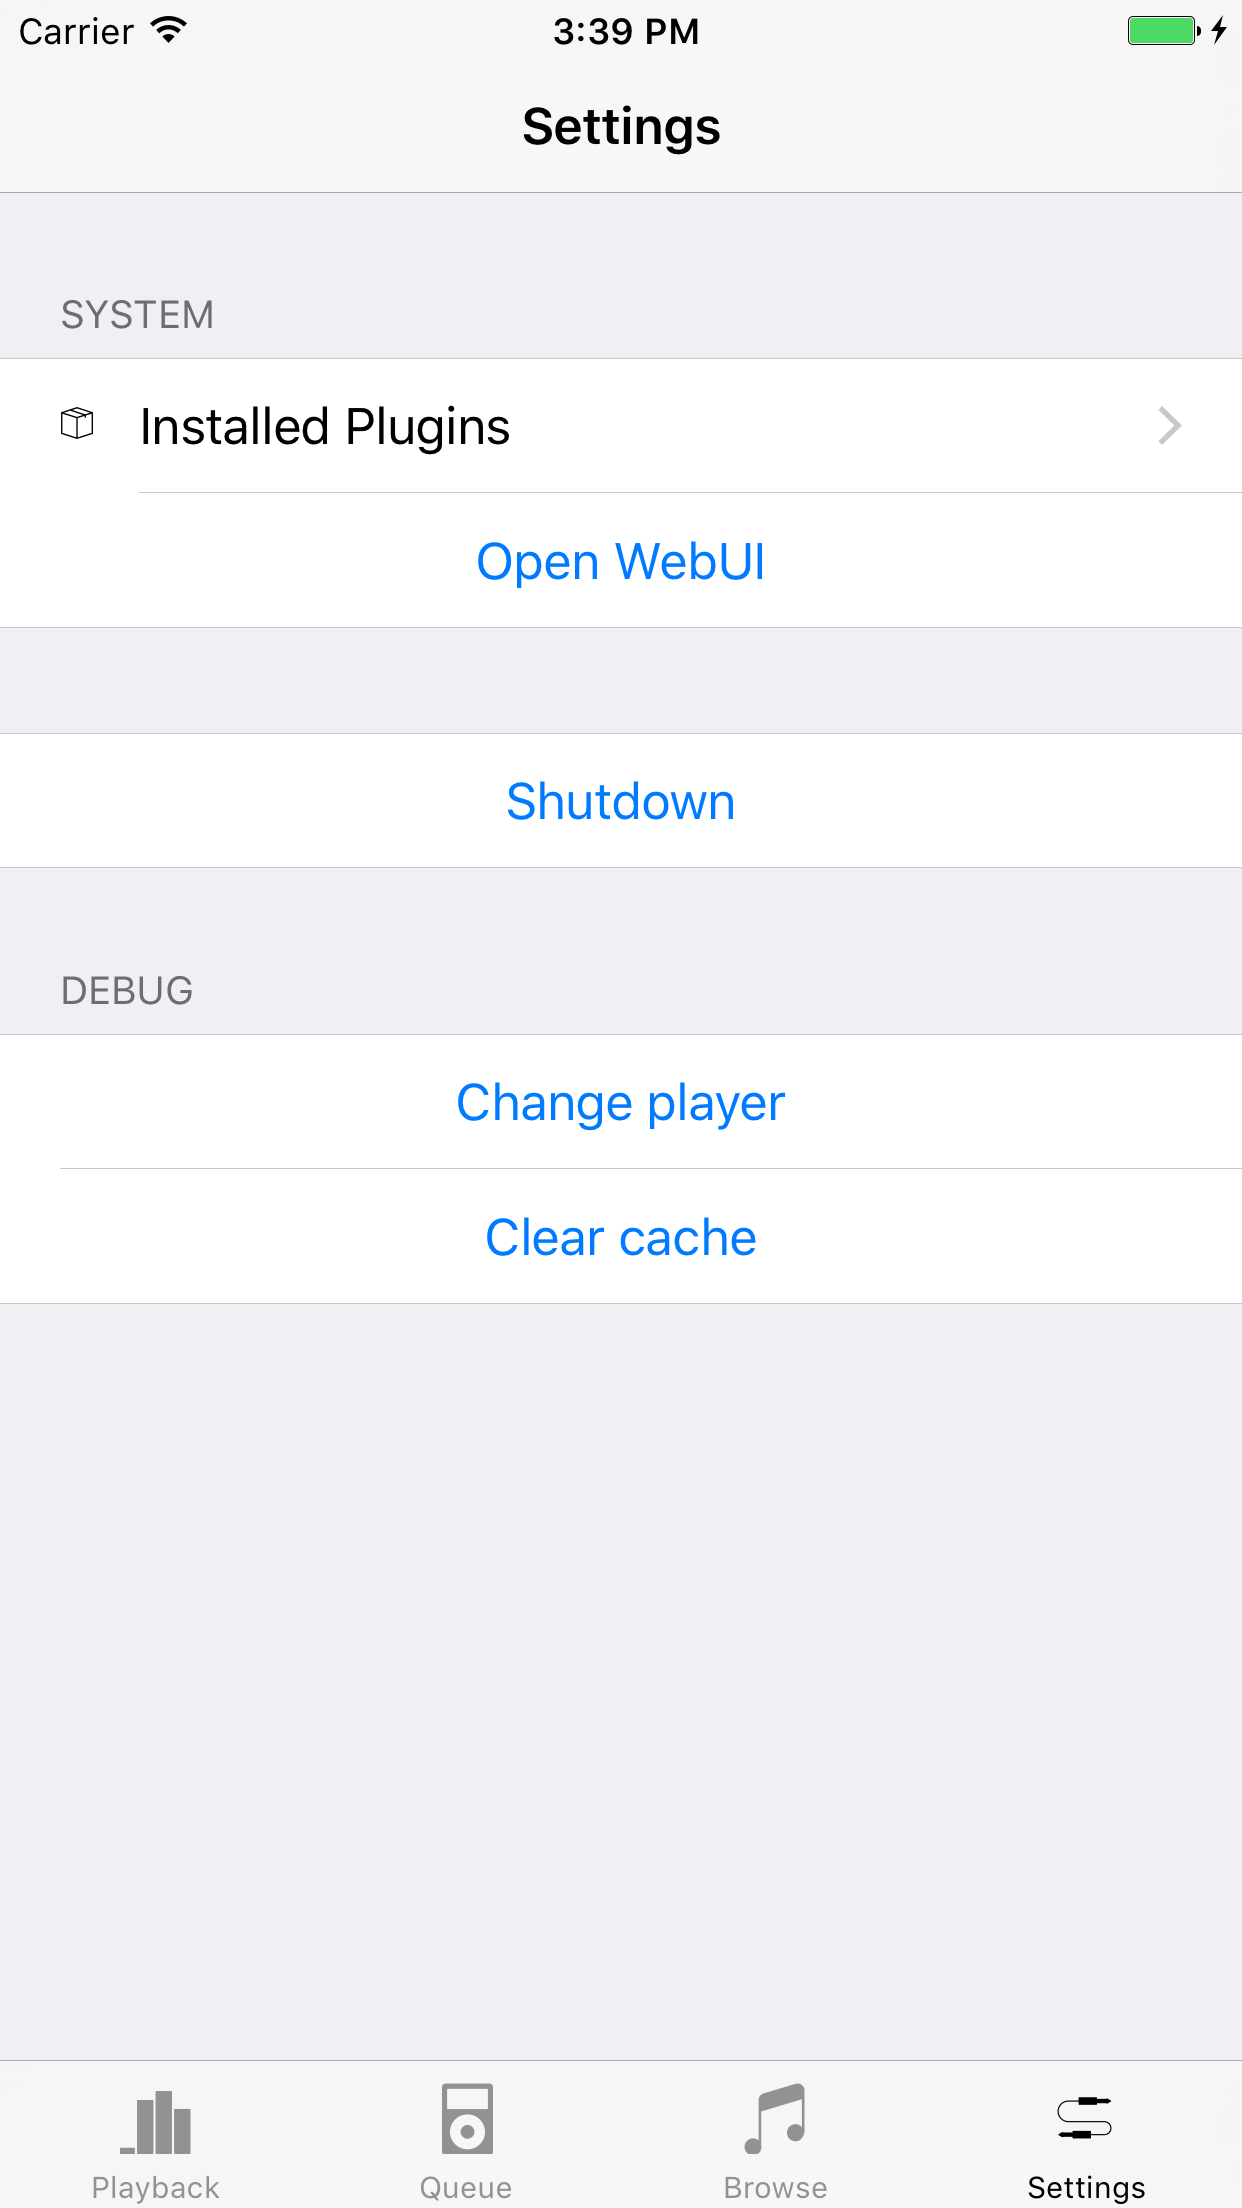 Carrier 3:39 PM
Settings
SYSTEM
Installed Plugins
Open WebUI
Shutdown
DEBUG
Change player
Clear cache
Playback Queue Browse Settings